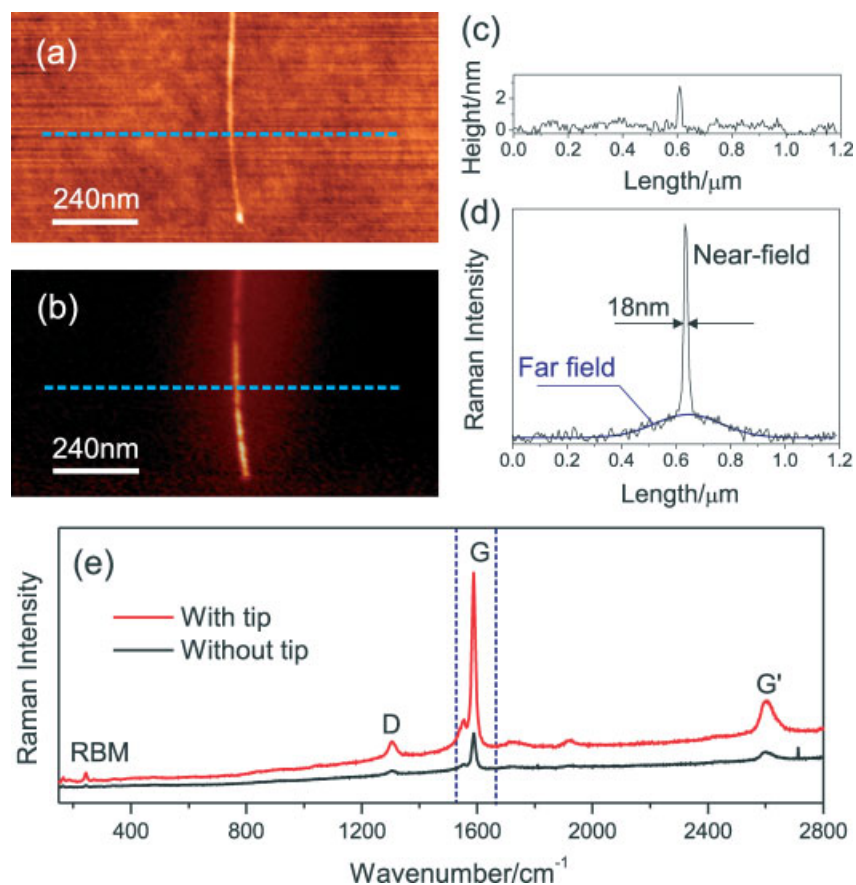 (a)
240nm
(b)
240nm
(c)
Height/nm
2
0
0.0 0.2 0.4 0.6 0.8 1.0 1.2
Length/μm
(d)
Raman Intensity
Near-field
18nm
Far field
0.0 0.2 0.4 0.6 0.8 1.0 1.2
Length/μm
(e)
Raman Intensity
With tip
Without tip
RBM
D
G
G'
400 800 1200 1600 2000 2400 2800
Wavenumber/cm⁻¹